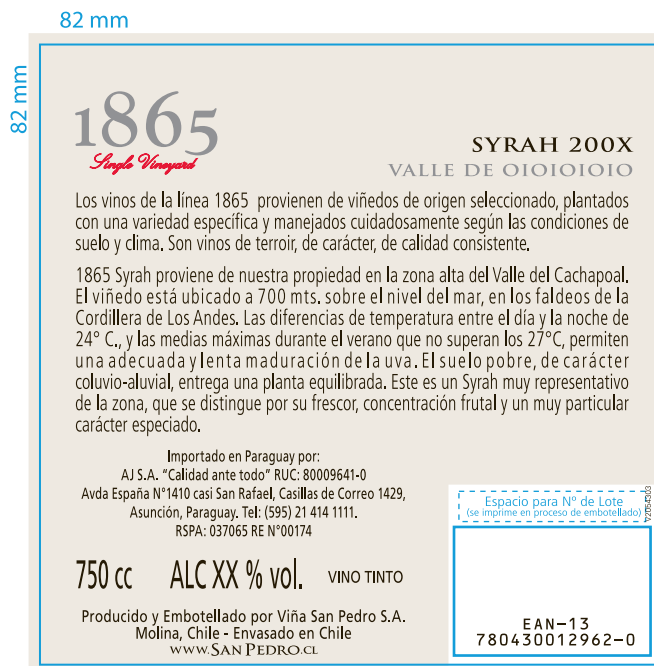 82 mm
82 mm
1865
Single Vineyard
SYRAH 200X
VALLE DE OIOIOIOIO
Los vinos de la línea 1865 provienen de viñedos de origen seleccionado, plantados
con una variedad específica y manejados cuidadosamente según las condiciones de
suelo y clima. Son vinos de terroir, de carácter, de calidad consistente.
1865 Syrah proviene de nuestra propiedad en la zona alta del Valle del Cachapoal.
El viñedo está ubicado a 700 mts. sobre el nivel del mar, en los faldeos de la
Cordillera de Los Andes. Las diferencias de temperatura entre el día y la noche de
24° C., y las medias máximas durante el verano que no superan los 27°C, permiten
una adecuada y lenta maduración de la uva. El suelo pobre, de carácter
coluvio-aluvial, entrega una planta equilibrada. Este es un Syrah muy representativo
de la zona, que se distingue por su frescor, concentración frutal y un muy particular
carácter especiado.
Importado en Paraguay por:
AJ S.A. “Calidad ante todo” RUC: 80009641-0
Avda España N°1410 casi San Rafael, Casillas de Correo 1429,
Asunción, Paraguay. Tel: (595) 21 414 1111.
RSPA: 037065 RE N°00174
750 cc ALC XX % vol. VINO TINTO
Producido y Embotellado por Viña San Pedro S.A.
Molina, Chile - Envasado en Chile
WWW.SAN PEDRO.CL
Espacio para Nº de Lote
(se imprime en proceso de embotellado)
EAN-13
780430012962-0